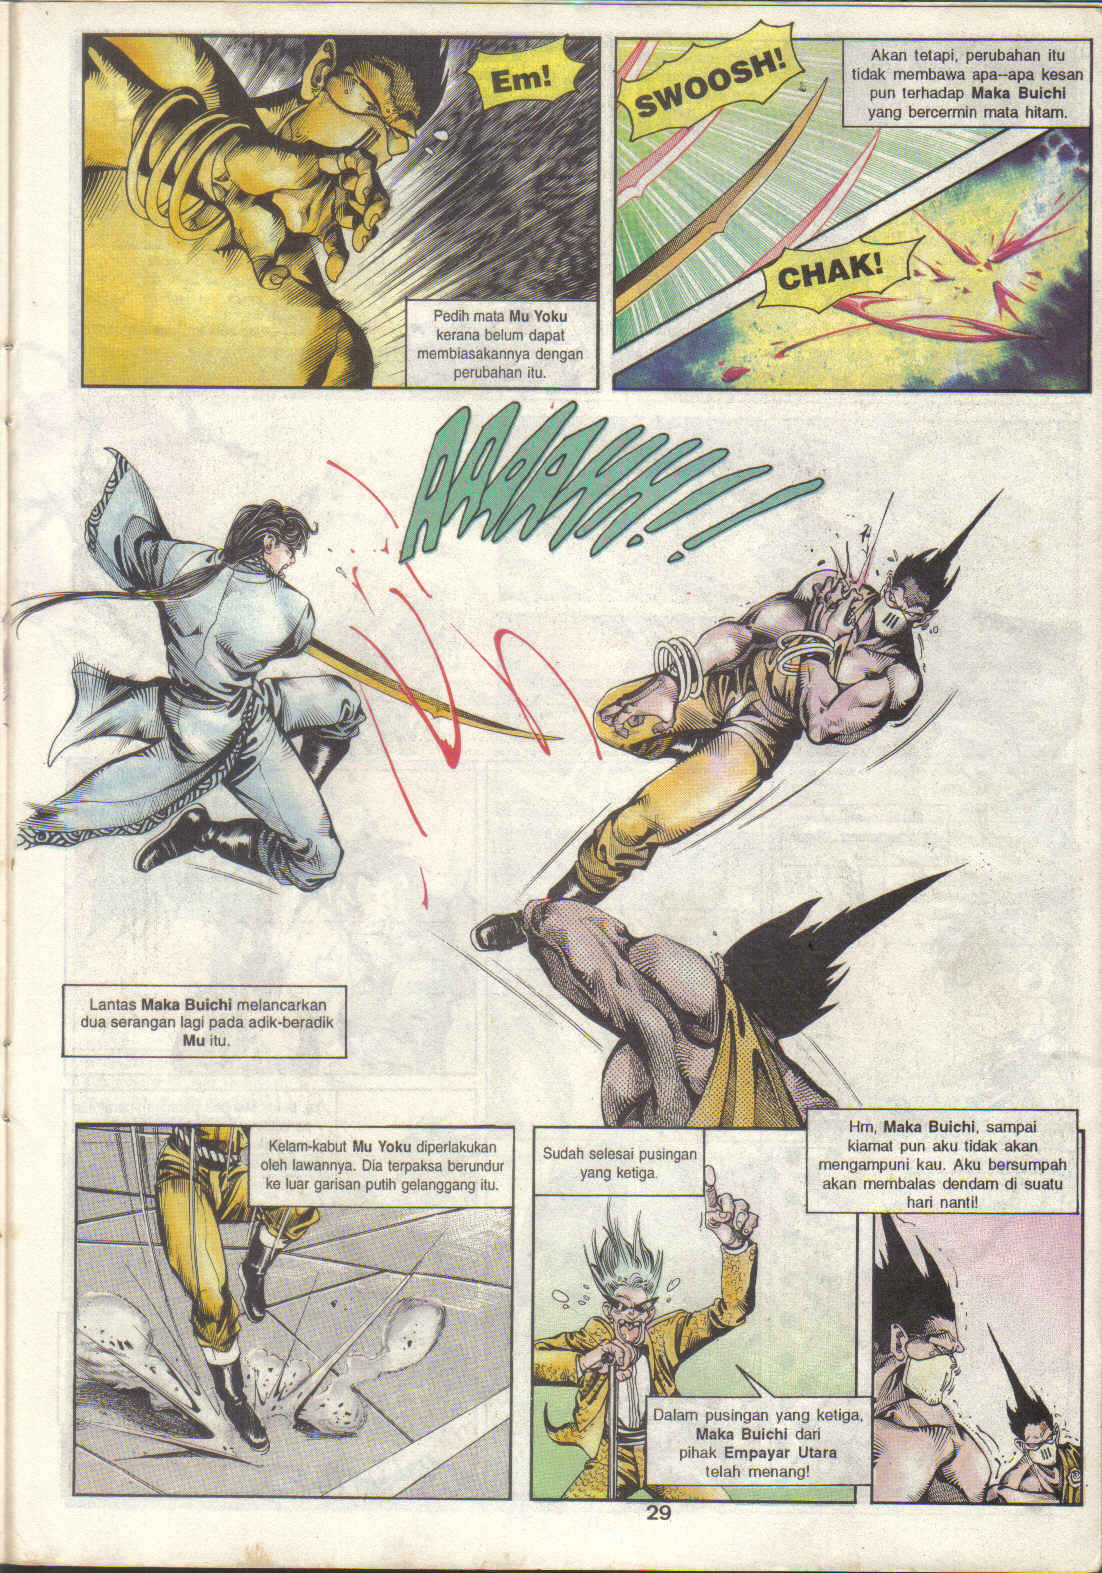 Em!
Pedih mata Mu Yoku
kerana belum dapat
membiasakannya dengan
perubahan itu.
SWOOSH!
Akan tetapi, perubahan itu
tidak membawa apa--apa kesan
pun terhadap Maka Buichi
yang bercermin mata hitam.
CHAK!
AAAAAHH!!
Lantas Maka Buichi melancarkan
dua serangan lagi pada adik-beradik
Mu itu.
Kelam-kabut Mu Yoku diperlakukan
oleh lawannya. Dia terpaksa berundur
ke luar garisan putih gelanggang itu.
Sudah selesai pusingan
yang ketiga.
Dalam pusingan yang ketiga,
Maka Buichi dari
pihak Empayar Utara
telah menang!
Hm, Maka Buichi, sampai
kiamat pun aku tidak akan
mengampuni kau. Aku bersumpah
akan membalas dendam di suatu
hari nanti!
29